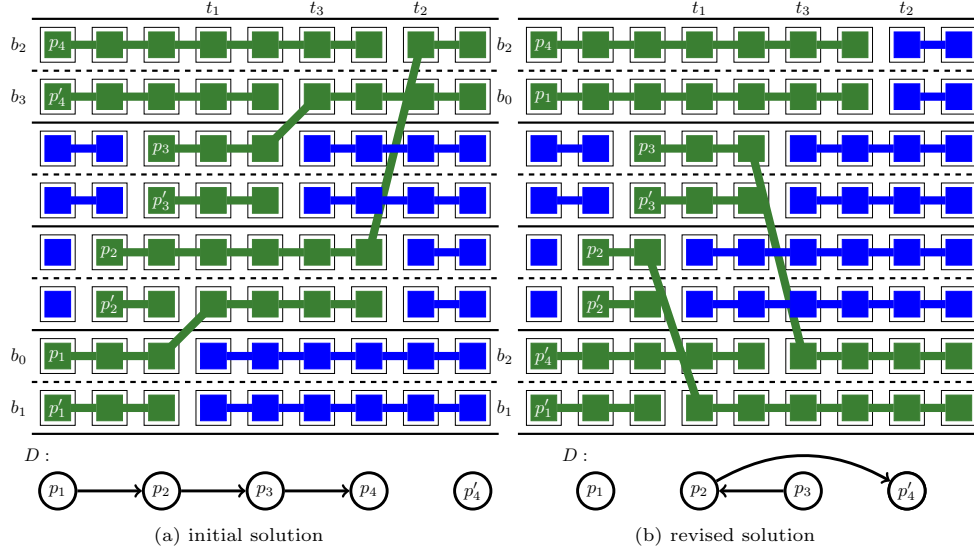 t₁ t₃ t₂ t₁ t₃ t₂
b₂ p₄ b₂ p₄
b₃ p′₄ b₀ p₁
p₃ p₃
p′₃ p′₃
p₂ p₂
p′₂ p′₂
b₀ p₁ b₂ p′₄
b₁ p′₁ b₁ p′₁
D : D :
p₁ p₂ p₃ p₄ p′₄ p₁ p₂ p₃ p′₄
(a) initial solution (b) revised solution